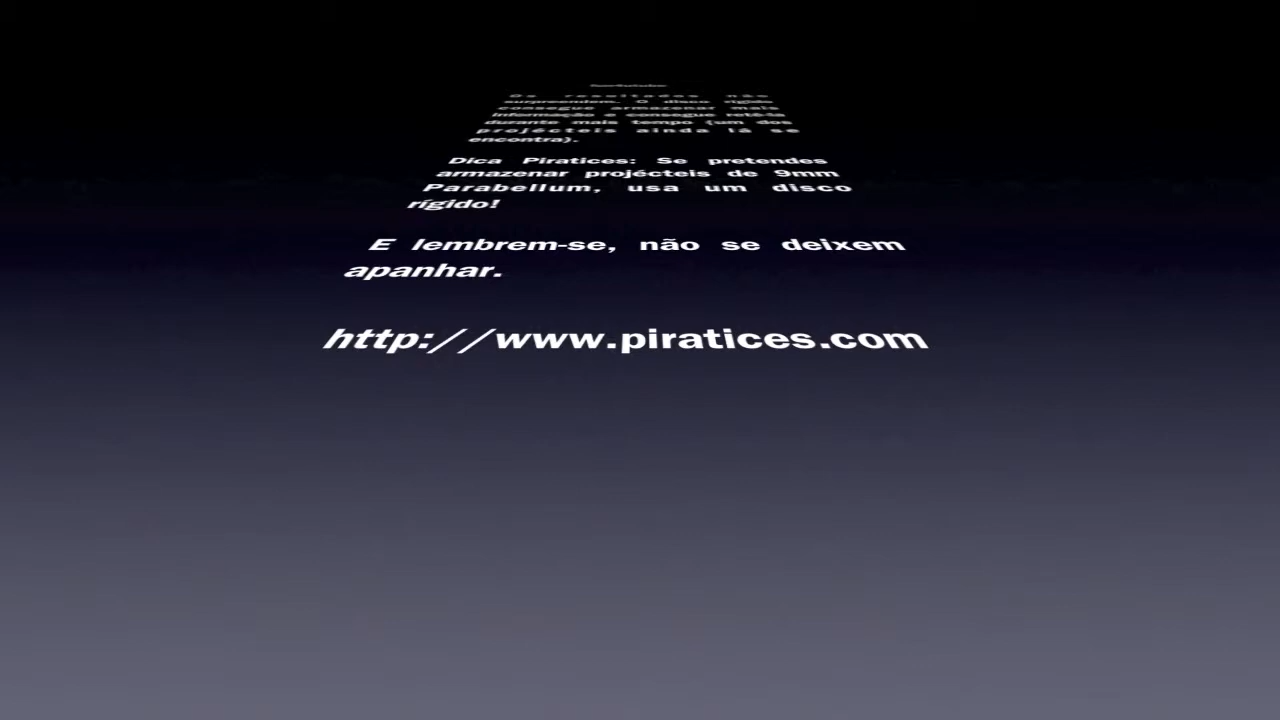 Os resultados não
surpreendem. O disco rígido
consegue armazenar mais
informação e consegue retê-la
durante mais tempo (um dos
projécteis ainda lá se
encontra).
Dica Piratices: Se pretendes
armazenar projécteis de 9mm
Parabellum, usa um disco
rígido!
E lembrem-se, não se deixem
apanhar.
http://www.piratices.com